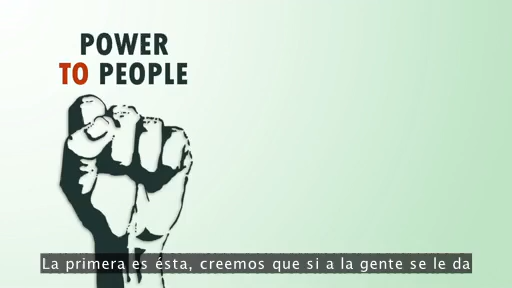 POWER
TO PEOPLE
La primera es ésta, creemos que si a la gente se le da